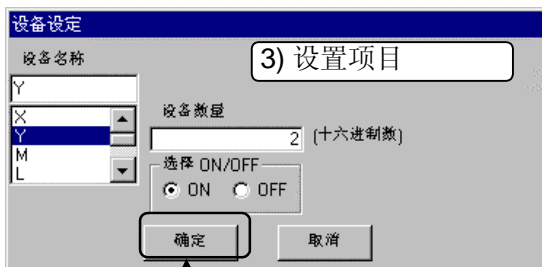 设备设定
设备名称
3) 设置项目
Y
X
Y
M
L
设备数量
2 (十六进制数)
选择 ON/OFF
ON OFF
确定 取消